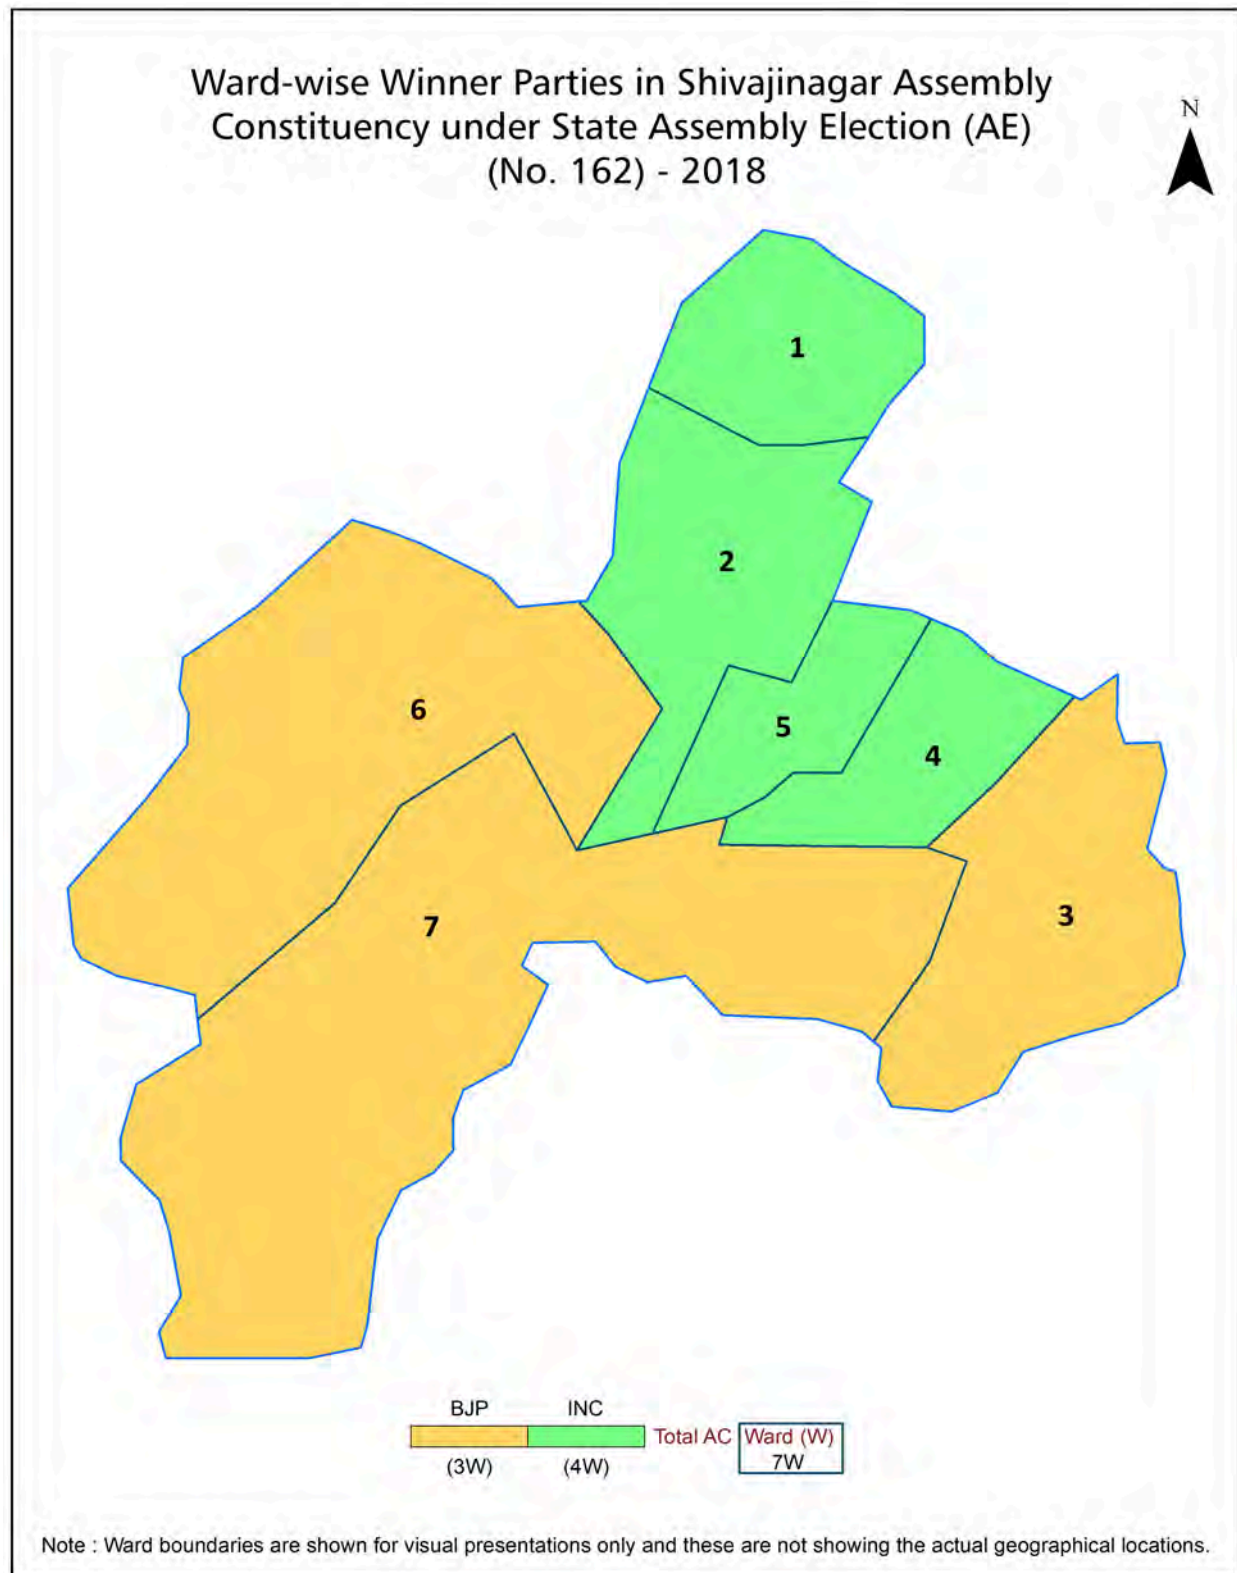 Ward-wise Winner Parties in Shivajinagar Assembly
Constituency under State Assembly Election (AE)
(No. 162) - 2018
N
1
2
6
5
4
3
7
BJP INC
Total AC Ward (W)
(3W) (4W) 7W
Note : Ward boundaries are shown for visual presentations only and these are not showing the actual geographical locations.